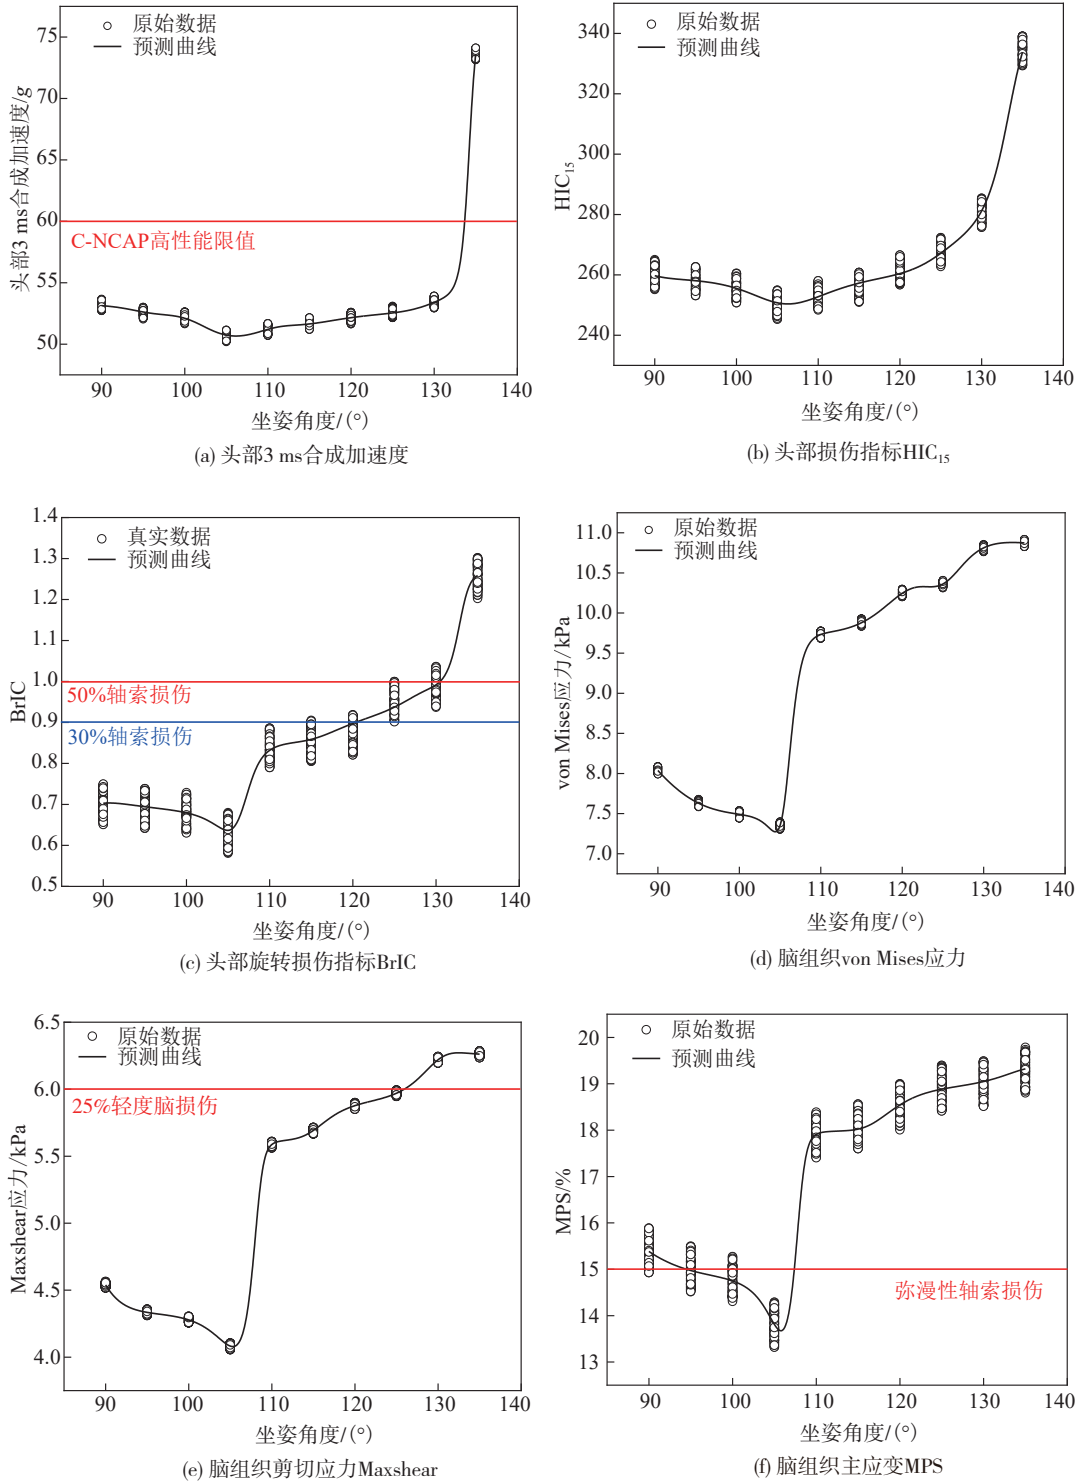 原始数据
预测曲线
75
70
65
60
55
50
C-NCAP高性能限值
头部3 ms合成加速度/g
90 100 110 120 130 140
坐姿角度/(°)
(a) 头部3 ms合成加速度
原始数据
预测曲线
340
320
300
280
260
240
HIC₁₅
90 100 110 120 130 140
坐姿角度/(°)
(b) 头部损伤指标HIC₁₅
真实数据
预测曲线
1.4
1.3
1.2
1.1
1.0
0.9
0.8
0.7
0.6
0.5
50%轴索损伤
30%轴索损伤
BrIC
90 100 110 120 130 140
坐姿角度/(°)
(c) 头部旋转损伤指标BrIC
原始数据
预测曲线
11.0
10.5
10.0
9.5
9.0
8.5
8.0
7.5
7.0
von Mises应力/kPa
90 100 110 120 130 140
坐姿角度/(°)
(d) 脑组织von Mises应力
原始数据
预测曲线
6.5
6.0
5.5
5.0
4.5
4.0
25%轻度脑损伤
Maxshear应力/kPa
90 100 110 120 130 140
坐姿角度/(°)
(e) 脑组织剪切应力Maxshear
原始数据
预测曲线
20
19
18
17
16
15
14
13
弥漫性轴索损伤
MPS/%
90 100 110 120 130 140
坐姿角度/(°)
(f) 脑组织主应变MPS